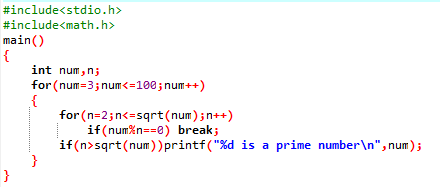 #include<stdio.h>
#include<math.h>
main()
{
    int num,n;
    for(num=3;num<=100;num++)
    {
        for(n=2;n<=sqrt(num);n++)
            if(num%n==0) break;
        if(n>sqrt(num))printf("%d is a prime number\n",num);
    }
}